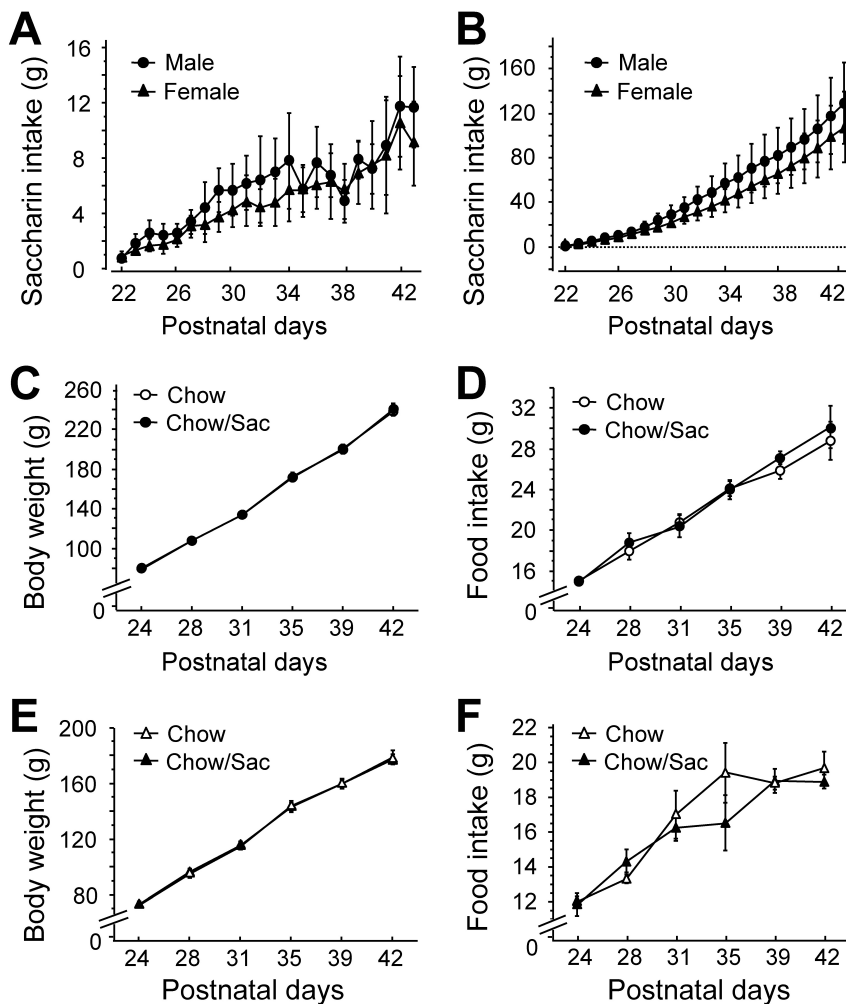 A
Saccharin intake (g)
16
12
8
4
0
Male
Female
22 26 30 34 38 42
Postnatal days
B
Saccharin intake (g)
160
120
80
40
0
Male
Female
22 26 30 34 38 42
Postnatal days
C
Body weight (g)
260
220
180
140
100
0
Chow
Chow/Sac
24 28 31 35 39 42
Postnatal days
D
Food intake (g)
32
28
24
20
16
0
Chow
Chow/Sac
24 28 31 35 39 42
Postnatal days
E
Body weight (g)
200
160
120
80
0
Chow
Chow/Sac
24 28 31 35 39 42
Postnatal days
F
Food intake (g)
22
20
18
16
14
12
0
Chow
Chow/Sac
24 28 31 35 39 42
Postnatal days